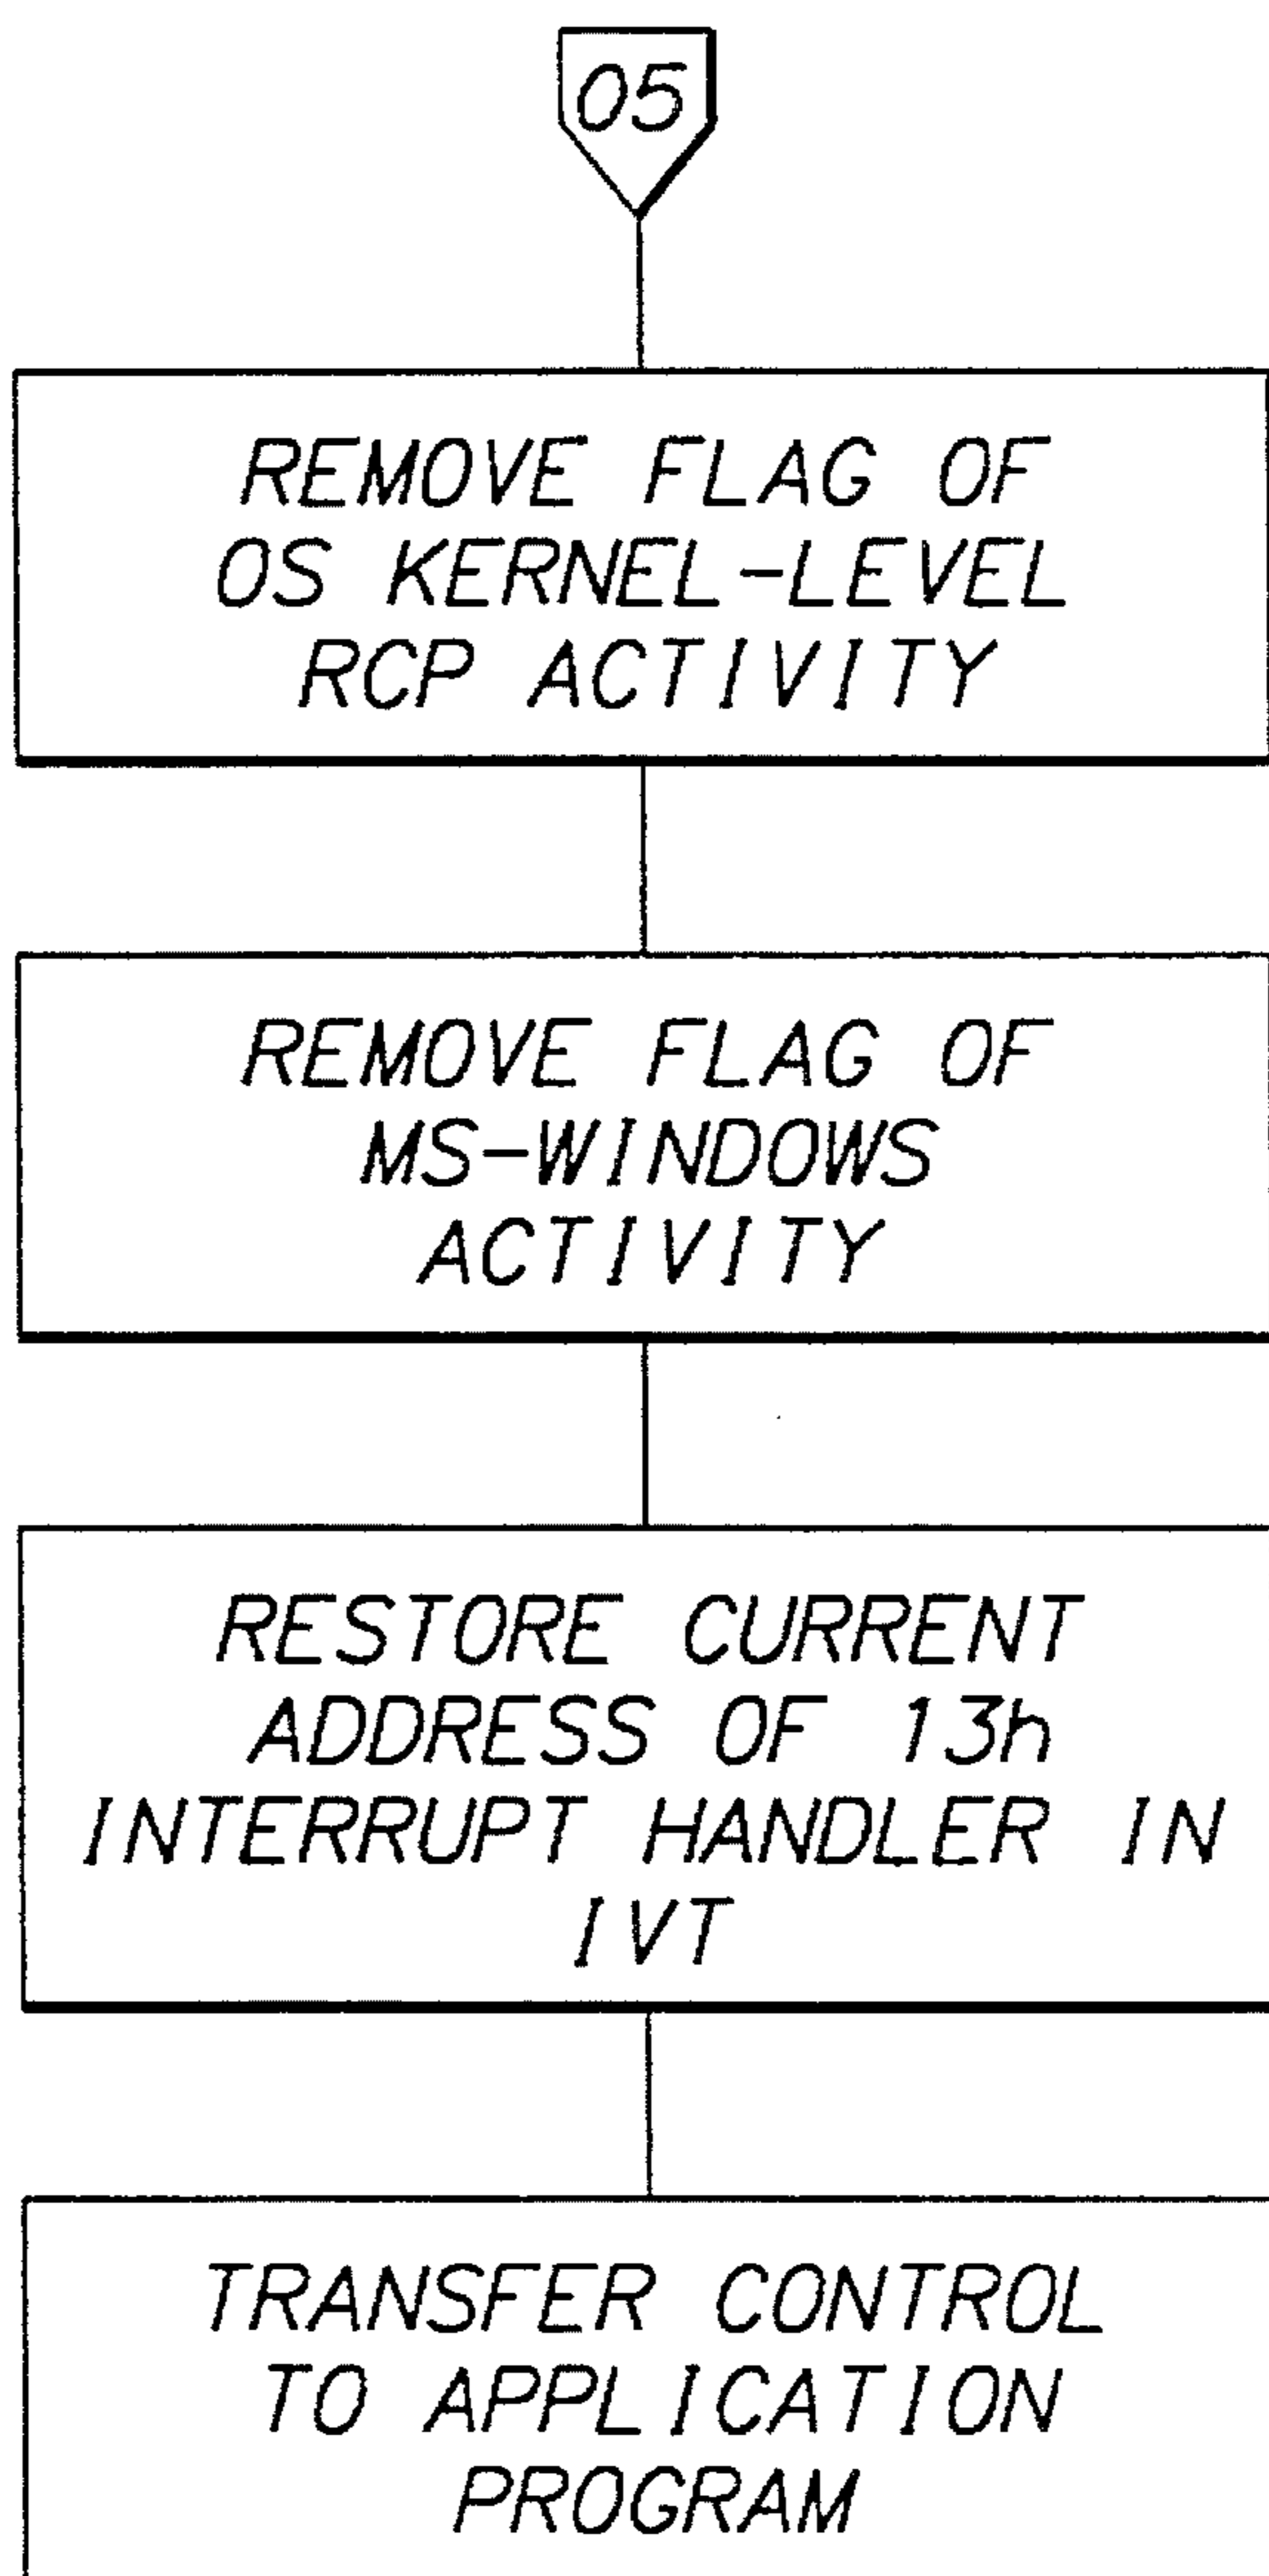 05
REMOVE FLAG OF
OS KERNEL-LEVEL
RCP ACTIVITY
REMOVE FLAG OF
MS-WINDOWS
ACTIVITY
RESTORE CURRENT
ADDRESS OF 13h
INTERRUPT HANDLER IN
IVT
TRANSFER CONTROL
TO APPLICATION
PROGRAM